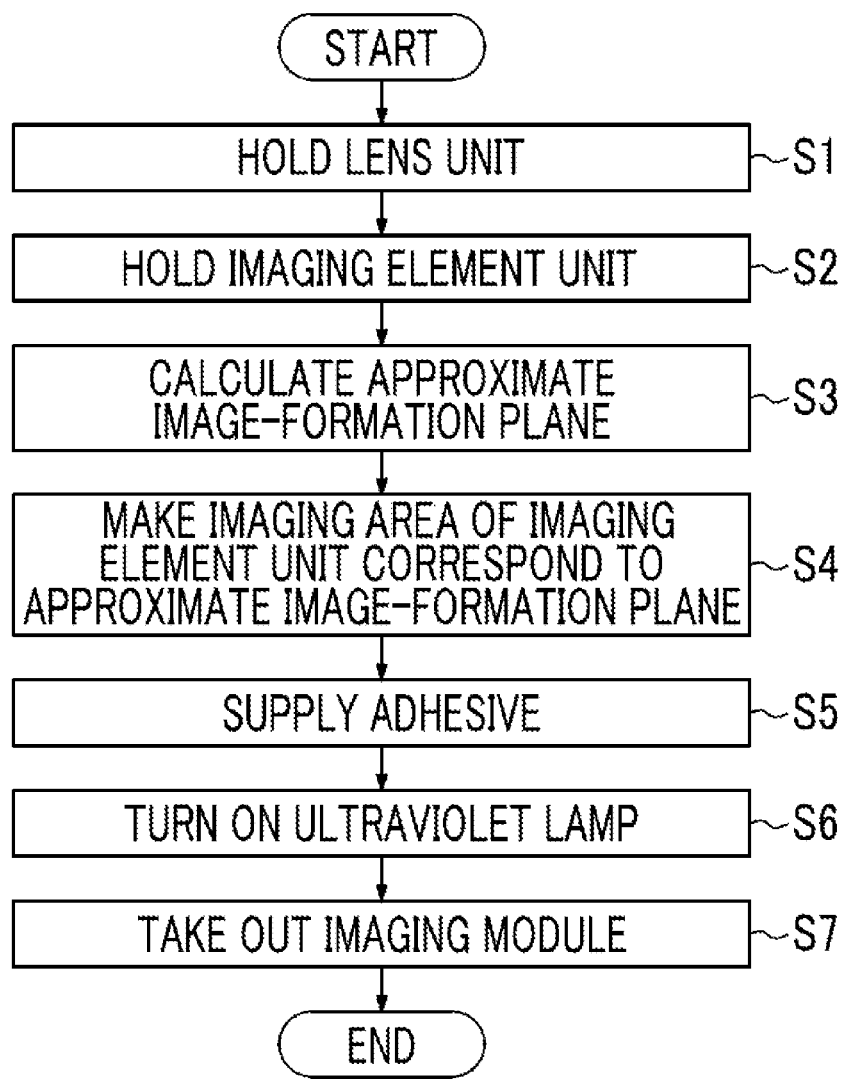 START
HOLD LENS UNIT
S1
HOLD IMAGING ELEMENT UNIT
S2
CALCULATE APPROXIMATE
IMAGE-FORMATION PLANE
S3
MAKE IMAGING AREA OF IMAGING
ELEMENT UNIT CORRESPOND TO
APPROXIMATE IMAGE-FORMATION PLANE
S4
SUPPLY ADHESIVE
S5
TURN ON ULTRAVIOLET LAMP
S6
TAKE OUT IMAGING MODULE
S7
END